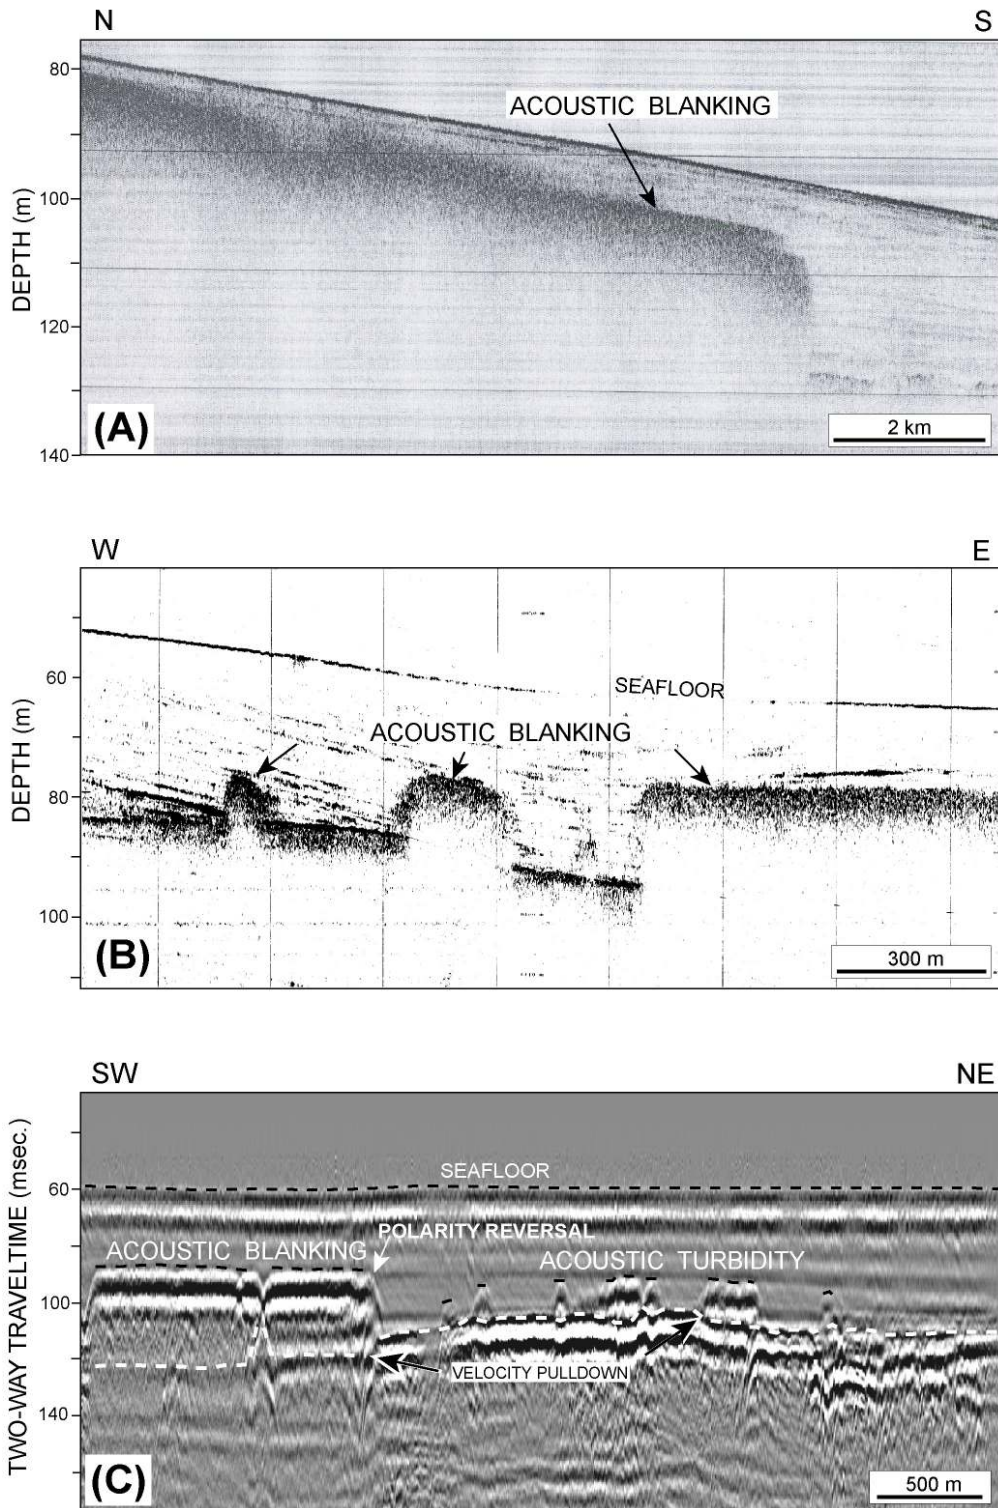 N S
80
ACOUSTIC BLANKING
100
DEPTH (m)
120
(A)
2 km
140
W E
60
SEAFLOOR
ACOUSTIC BLANKING
DEPTH (m)
80
100
(B)
300 m
SW NE
SEAFLOOR
60
POLARITY REVERSAL
ACOUSTIC BLANKING
ACOUSTIC TURBIDITY
TWO-WAY TRAVELTIME (msec.)
100
VELOCITY PULLDOWN
120
140
(C)
500 m